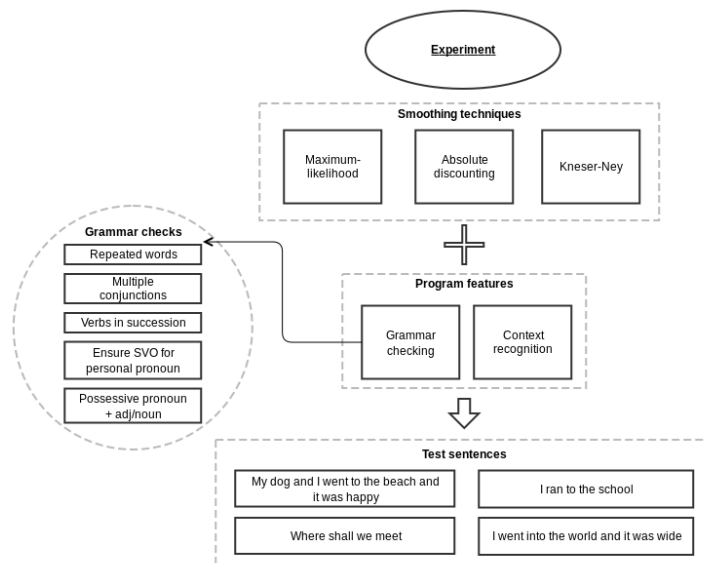 Experiment
Smoothing techniques
Maximum-
likelihood
Absolute
discounting
Kneser-Ney
Grammar checks
Repeated words
Multiple
conjunctions
Verbs in succession
Ensure SVO for
personal pronoun
Possessive pronoun
+ adj/noun
Program features
Grammar
checking
Context
recognition
Test sentences
My dog and I went to the beach and
it was happy
I ran to the school
Where shall we meet
I went into the world and it was wide